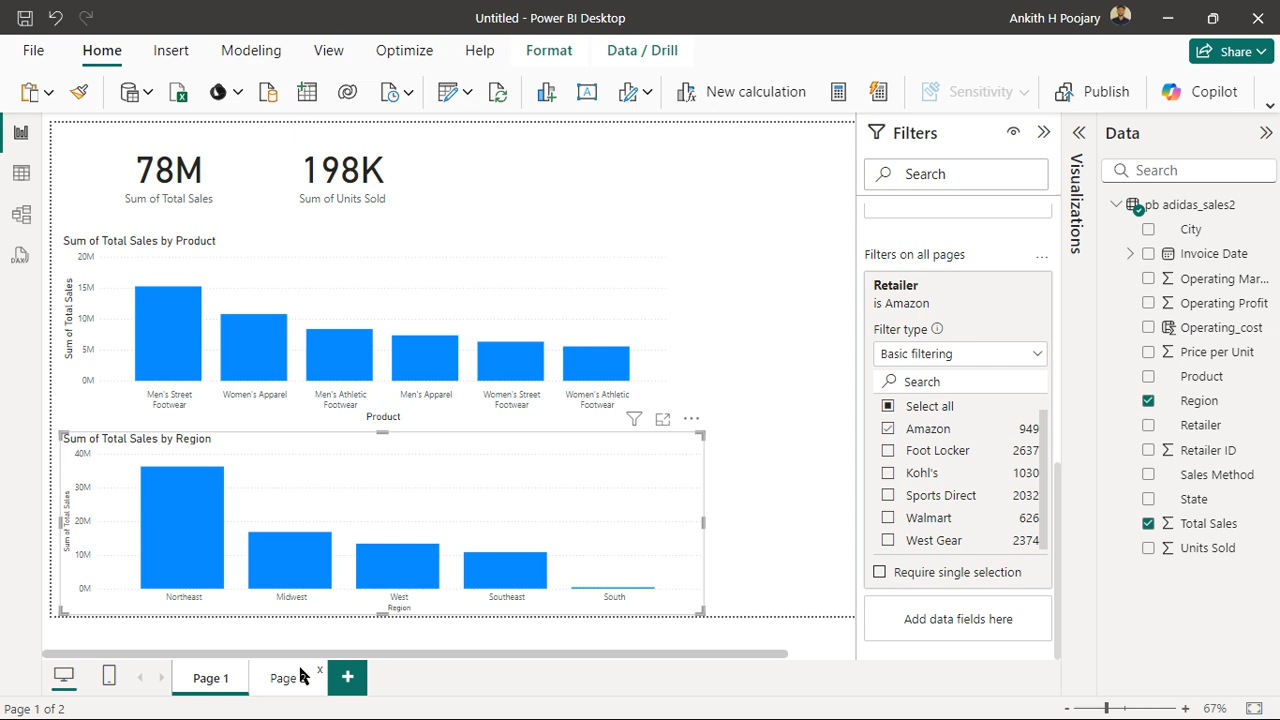 Untitled - Power BI Desktop
Ankith H Poojary
File Home Insert Modeling View Optimize Help Format Data / Drill
Share
New calculation
Sensitivity
Publish
Copilot
78M
Sum of Total Sales
198K
Sum of Units Sold
Sum of Total Sales by Product
20M
15M
10M
5M
0M
Sum of Total Sales
Men's Street
Footwear
Women's Apparel
Men's Athletic
Footwear
Men's Apparel
Women's Street
Footwear
Women's Athletic
Footwear
Product
Sum of Total Sales by Region
40M
30M
20M
10M
0M
Sum of Total Sales
Northeast Midwest West Southeast South
Region
Filters
Search
Filters on all pages
...
Retailer
is Amazon
Filter type
Basic filtering
Search
Select all
Amazon 949
Foot Locker 2637
Kohl's 1030
Sports Direct 2032
Walmart 626
West Gear 2374
Require single selection
Add data fields here
Visualizations
Data
Search
pb adidas_sales2
City
Invoice Date
Operating Mar...
Operating Profit
Operating_cost
Price per Unit
Product
Region
Retailer
Retailer ID
Sales Method
State
Total Sales
Units Sold
Page 1
Page
x
+
Page 1 of 2
- + 67%